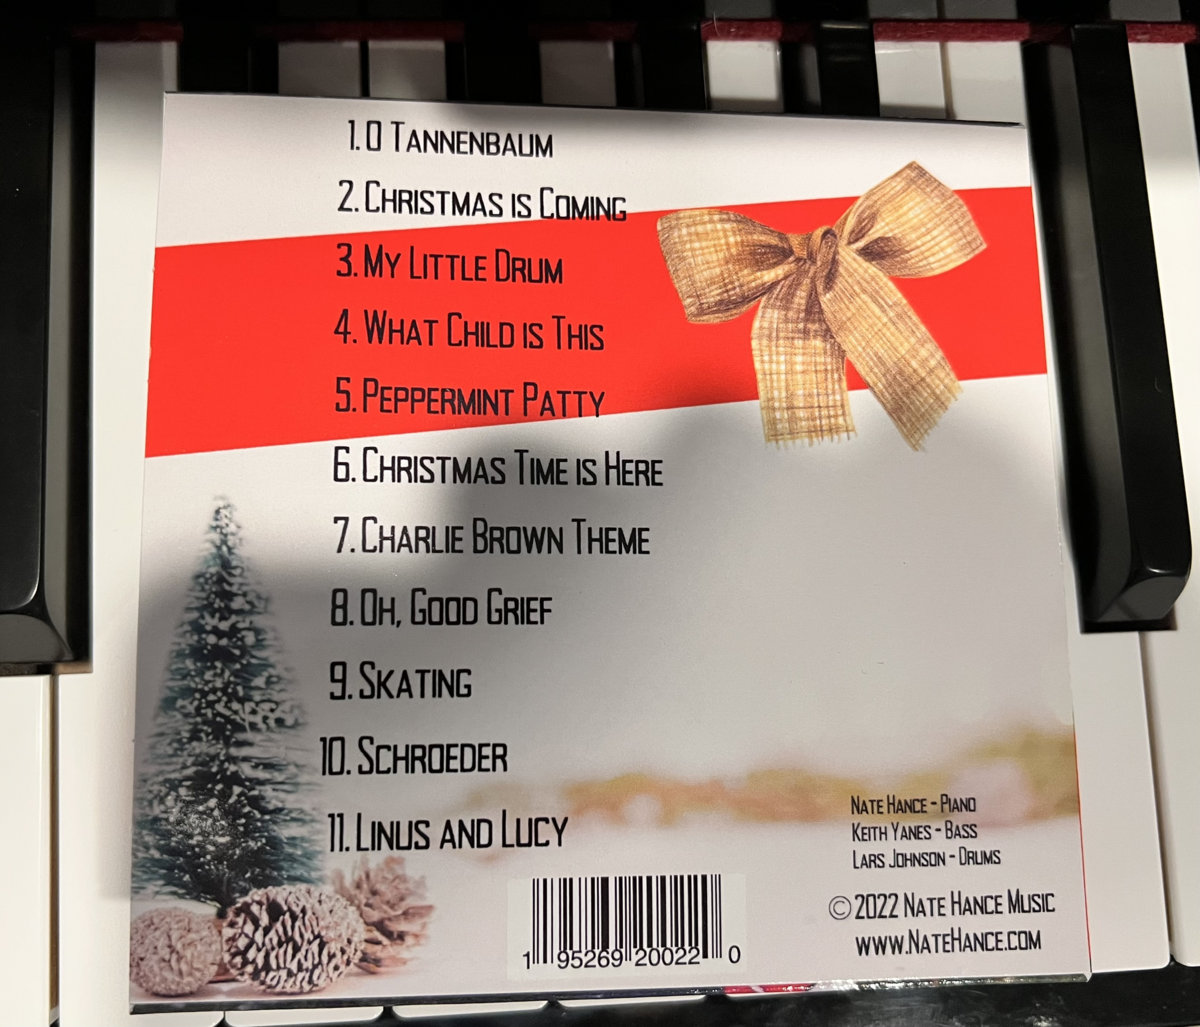 1. O Tannenbaum
2. Christmas is Coming
3. My Little Drum
4. What Child is This
5. Peppermint Patty
6. Christmas Time is Here
7. Charlie Brown Theme
8. Oh, Good Grief
9. Skating
10. Schroeder
11. Linus and Lucy
Nate Hance - Piano
Keith Yanes - Bass
Lars Johnson - Drums
©2022 Nate Hance Music
www.NateHance.com
1 95269 20022 0